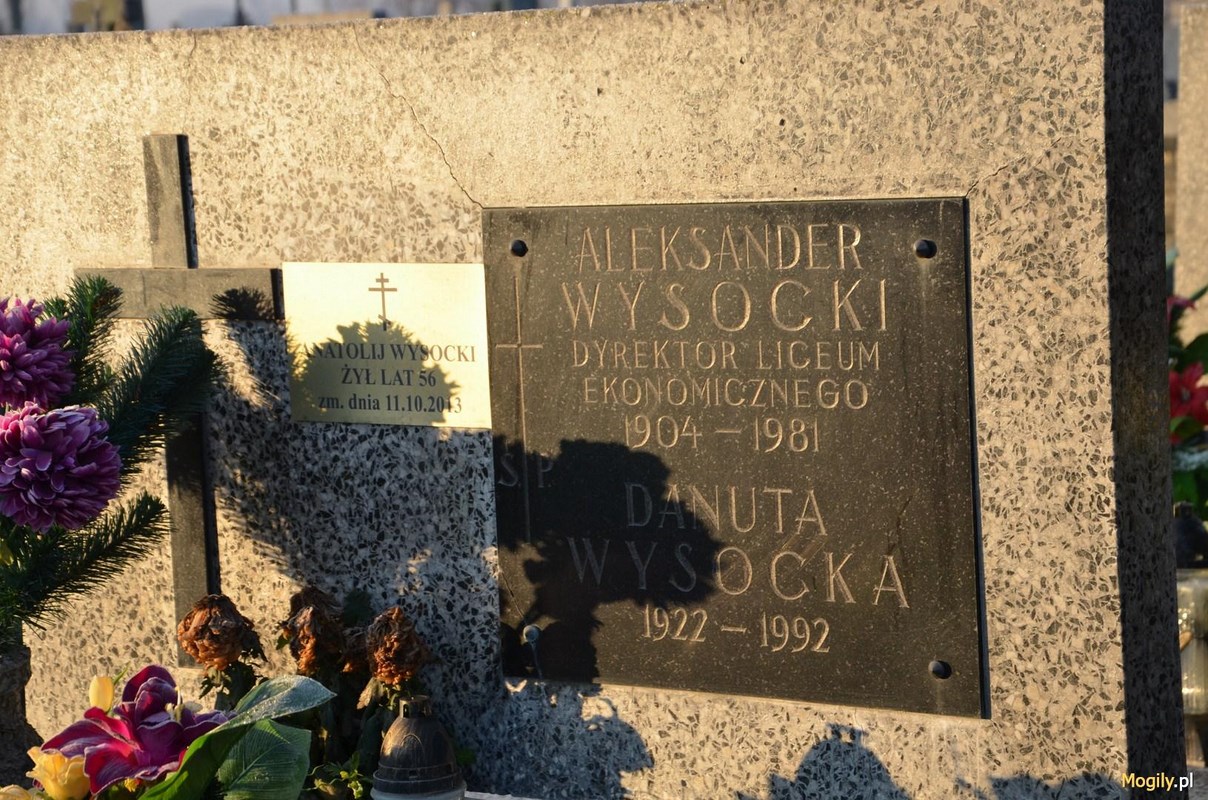 ANATOLIJ WYSOCKI
ŻYŁ LAT 56
zm. dnia 11.10.2013
ALEKSANDER
WYSOCKI
DYREKTOR LICEUM
EKONOMICZNEGO
1904 – 1981
Ś.P.
DANUTA
WYSOCKA
1922 – 1992
Mogily.pl